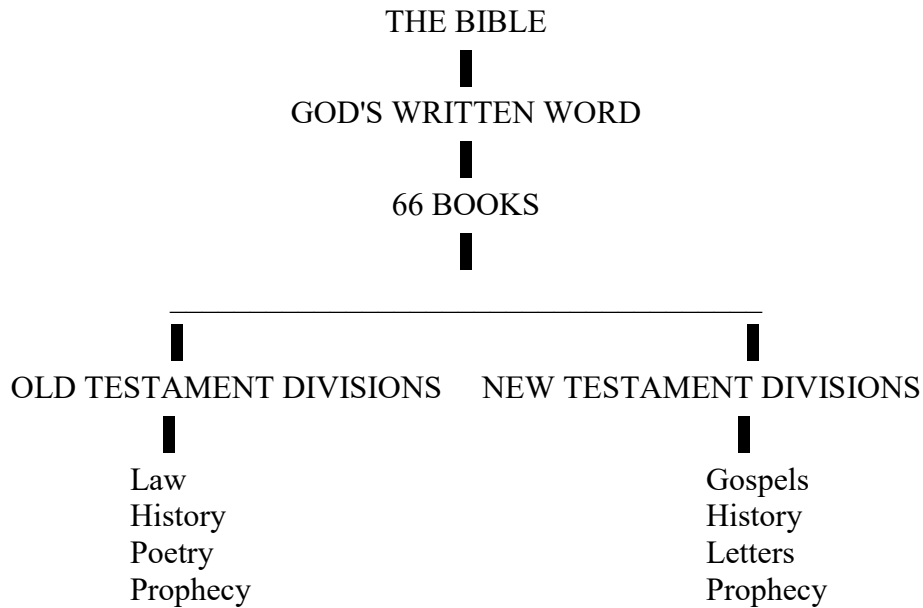 THE BIBLE
GOD'S WRITTEN WORD
66 BOOKS
OLD TESTAMENT DIVISIONS
NEW TESTAMENT DIVISIONS
Law
History
Poetry
Prophecy
Gospels
History
Letters
Prophecy